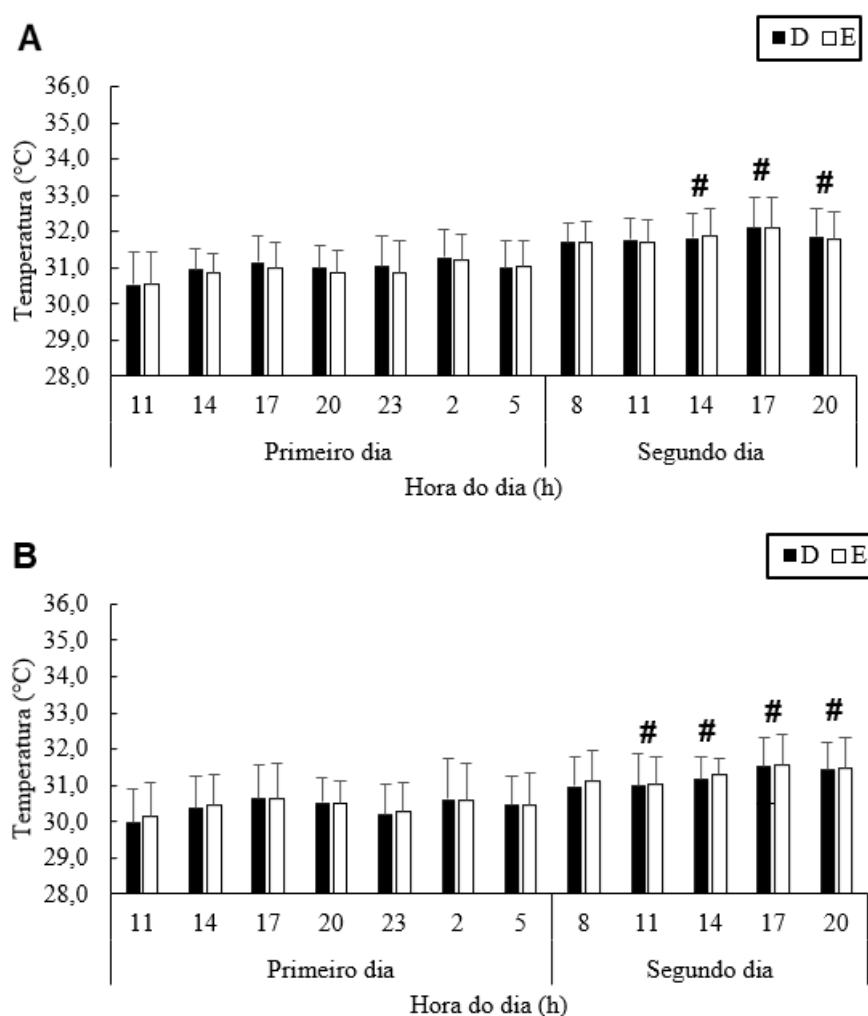 A
D E
Temperatura (°C)
36,0
35,0
34,0
33,0
32,0
31,0
30,0
29,0
28,0
# # #
11 14 17 20 23 2 5 8 11 14 17 20
Primeiro dia Segundo dia
Hora do dia (h)
B
D E
Temperatura (°C)
36,0
35,0
34,0
33,0
32,0
31,0
30,0
29,0
28,0
# # # #
11 14 17 20 23 2 5 8 11 14 17 20
Primeiro dia Segundo dia
Hora do dia (h)